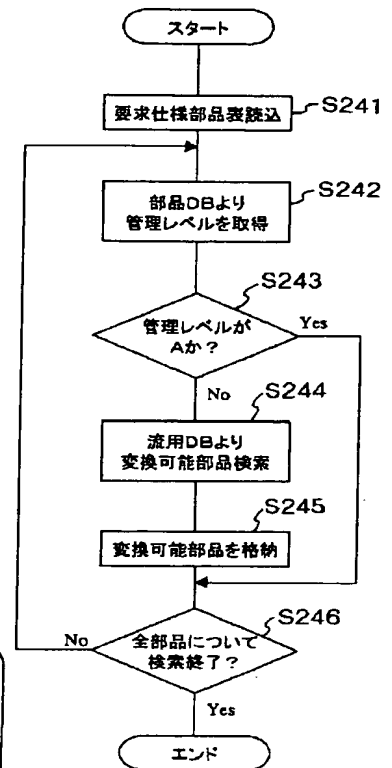 スタート
要求仕様部品表読込
S241
部品DBより
管理レベルを取得
S242
管理レベルが
Aか?
S243
Yes
No
流用DBより
変換可能部品検索
S244
変換可能部品を格納
S245
全部品について
検索終了?
S246
No
Yes
エンド